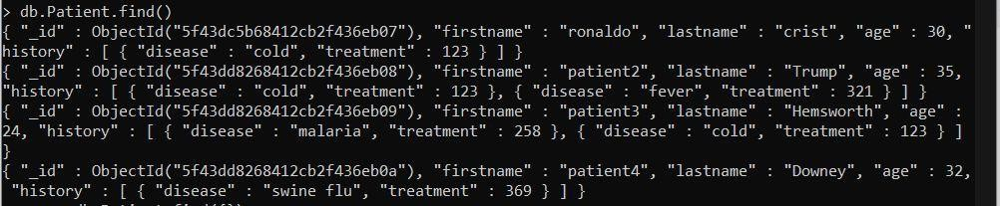 > db.Patient.find()
{ "_id" : ObjectId("5f43dc5b68412cb2f436eb07"), "firstname" : "ronaldo", "lastname" : "crist", "age" : 30, "
history" : [ { "disease" : "cold", "treatment" : 123 } ] }
{ "_id" : ObjectId("5f43dd8268412cb2f436eb08"), "firstname" : "patient2", "lastname" : "Trump", "age" : 35,
"history" : [ { "disease" : "cold", "treatment" : 123 }, { "disease" : "fever", "treatment" : 321 } ] }
{ "_id" : ObjectId("5f43dd8268412cb2f436eb09"), "firstname" : "patient3", "lastname" : "Hemsworth", "age" :
24, "history" : [ { "disease" : "malaria", "treatment" : 258 }, { "disease" : "cold", "treatment" : 123 } ]
}
{ "_id" : ObjectId("5f43dd8268412cb2f436eb0a"), "firstname" : "patient4", "lastname" : "Downey", "age" : 32,
"history" : [ { "disease" : "swine flu", "treatment" : 369 } ] }